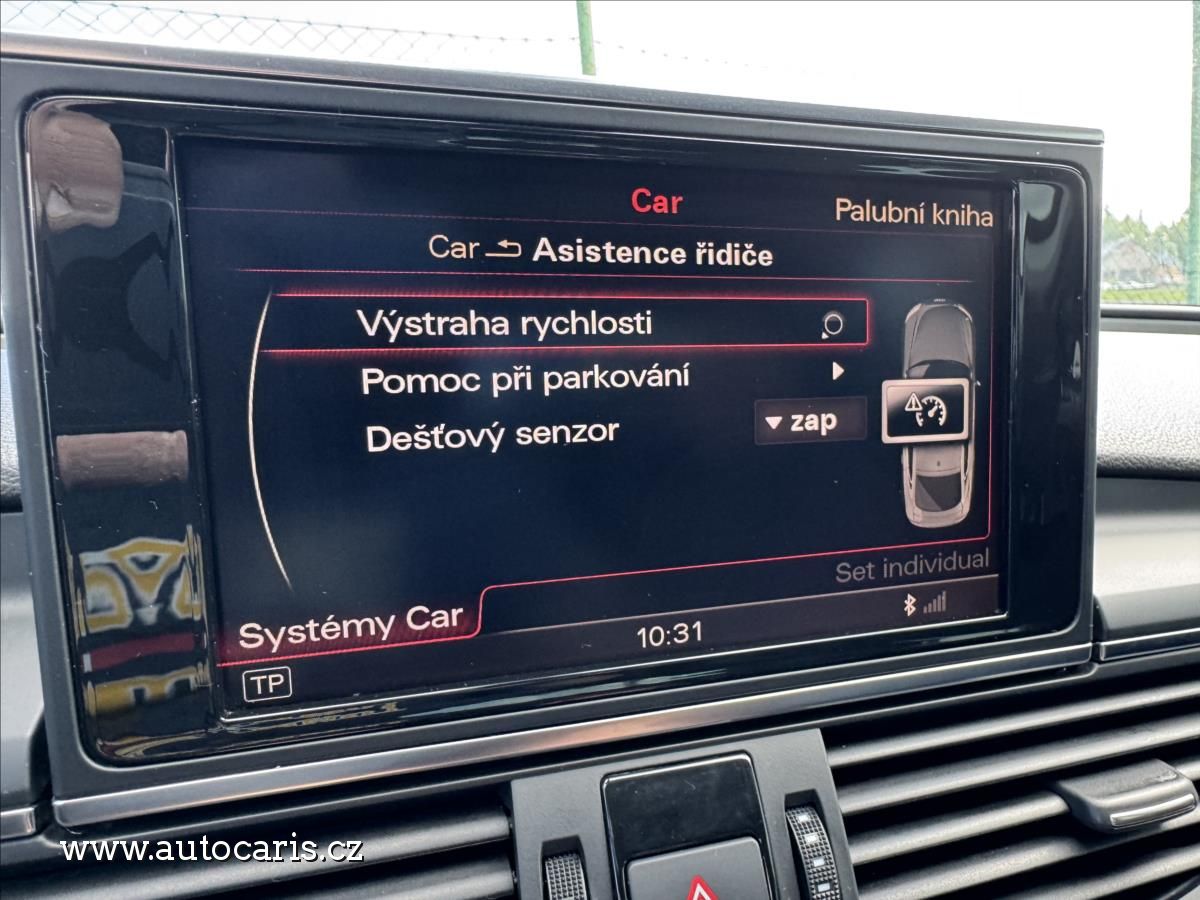 Car
Palubní kniha
Car Asistence řidiče
Výstraha rychlosti
Pomoc při parkování
Dešťový senzor zap
Set individual
Systémy Car
10:31
TP
www.autocaris.cz